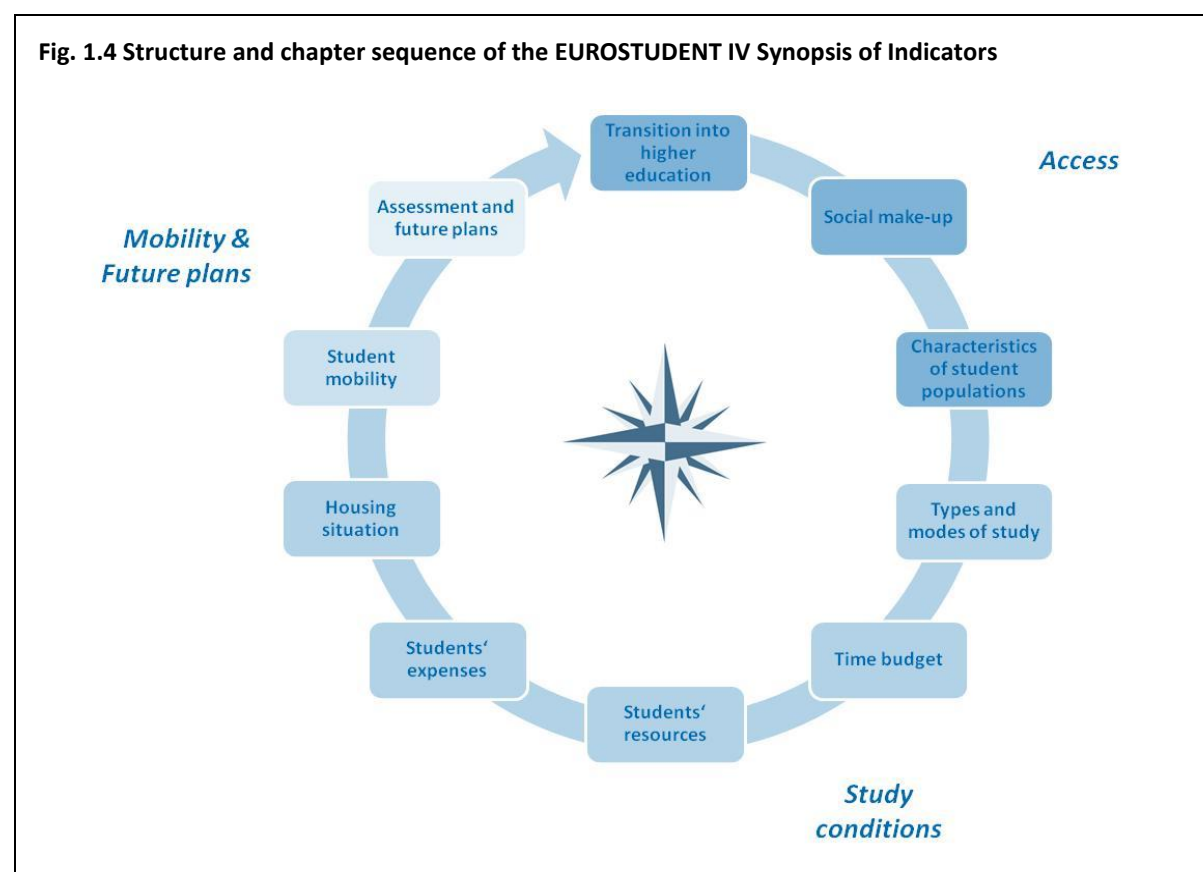 Fig. 1.4 Structure and chapter sequence of the EUROSTUDENT IV Synopsis of Indicators
Transition into
higher
education
Access
Social make-up
Characteristics
of student
populations
Types and
modes of study
Time budget
Study
conditions
Students‘
resources
Students‘
expenses
Housing
situation
Student
mobility
Mobility &
Future plans
Assessment and
future plans